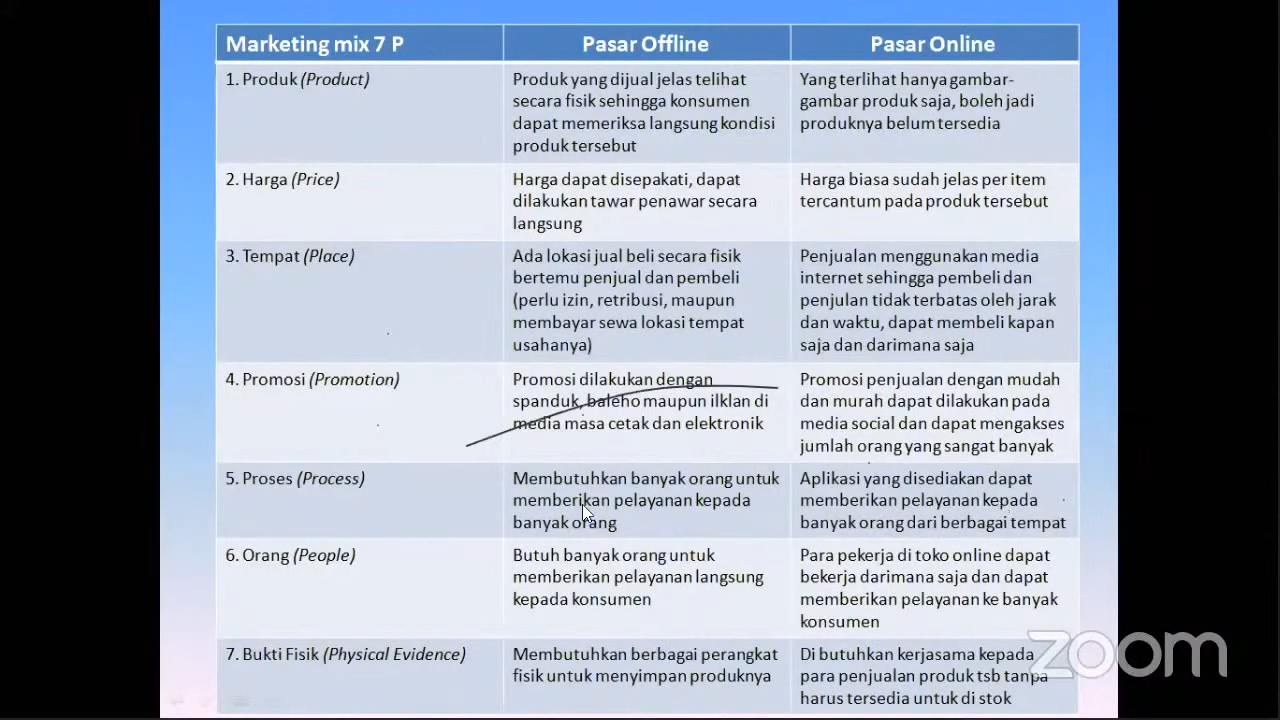 Marketing mix 7 P
Pasar Offline
Pasar Online
1. Produk (Product)
Produk yang dijual jelas telihat
secara fisik sehingga konsumen
dapat memeriksa langsung kondisi
produk tersebut
Yang terlihat hanya gambar-
gambar produk saja, boleh jadi
produknya belum tersedia
2. Harga (Price)
Harga dapat disepakati, dapat
dilakukan tawar penawar secara
langsung
Harga biasa sudah jelas per item
tercantum pada produk tersebut
3. Tempat (Place)
Ada lokasi jual beli secara fisik
bertemu penjual dan pembeli
(perlu izin, retribusi, maupun
membayar sewa lokasi tempat
usahanya)
Penjualan menggunakan media
internet sehingga pembeli dan
penjulan tidak terbatas oleh jarak
dan waktu, dapat membeli kapan
saja dan darimana saja
4. Promosi (Promotion)
Promosi dilakukan dengan
spanduk, baleho maupun ilklan di
media masa cetak dan elektronik
Promosi penjualan dengan mudah
dan murah dapat dilakukan pada
media social dan dapat mengakses
jumlah orang yang sangat banyak
5. Proses (Process)
Membutuhkan banyak orang untuk
memberikan pelayanan kepada
banyak orang
Aplikasi yang disediakan dapat
memberikan pelayanan kepada
banyak orang dari berbagai tempat
6. Orang (People)
Butuh banyak orang untuk
memberikan pelayanan langsung
kepada konsumen
Para pekerja di toko online dapat
bekerja darimana saja dan dapat
memberikan pelayanan ke banyak
konsumen
7. Bukti Fisik (Physical Evidence)
Membutuhkan berbagai perangkat
fisik untuk menyimpan produknya
Di butuhkan kerjasama kepada
para penjualan produk tsb tanpa
harus tersedia untuk di stok
zoom